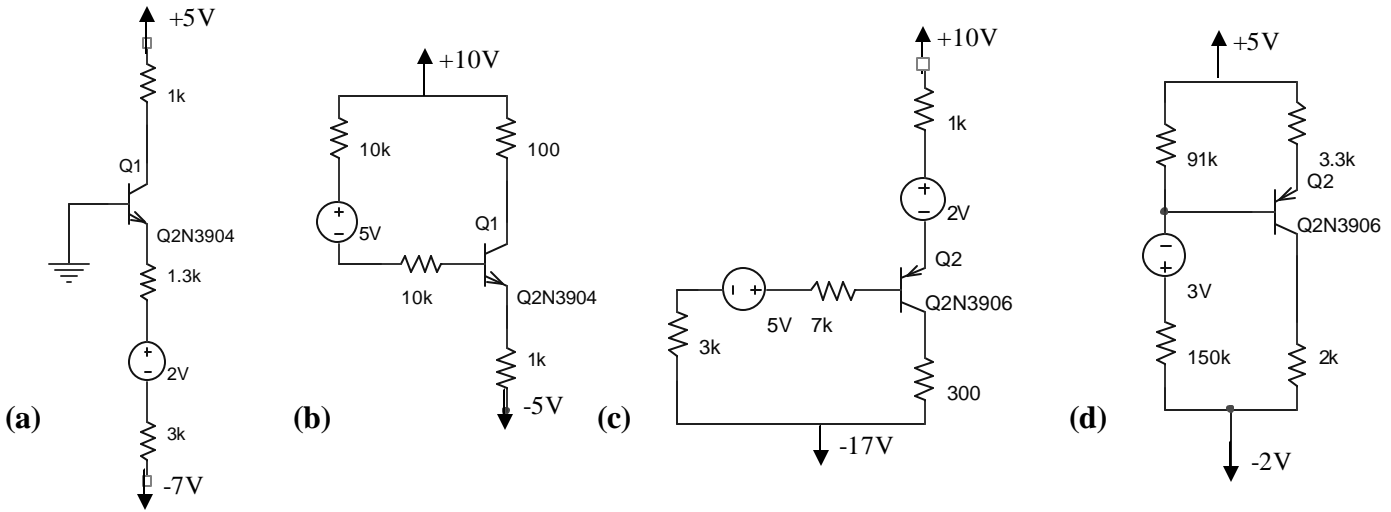 +5V
1k
Q1
Q2N3904
1.3k
+
-
2V
3k
(a)
-7V
+10V
10k
100
+
-
5V
Q1
10k
Q2N3904
1k
(b)
-5V
+10V
1k
+
-
2V
Q2
- +
Q2N3906
5V
7k
3k
300
(c)
-17V
+5V
91k
3.3k
Q2
Q2N3906
-
+
3V
150k
2k
(d)
-2V